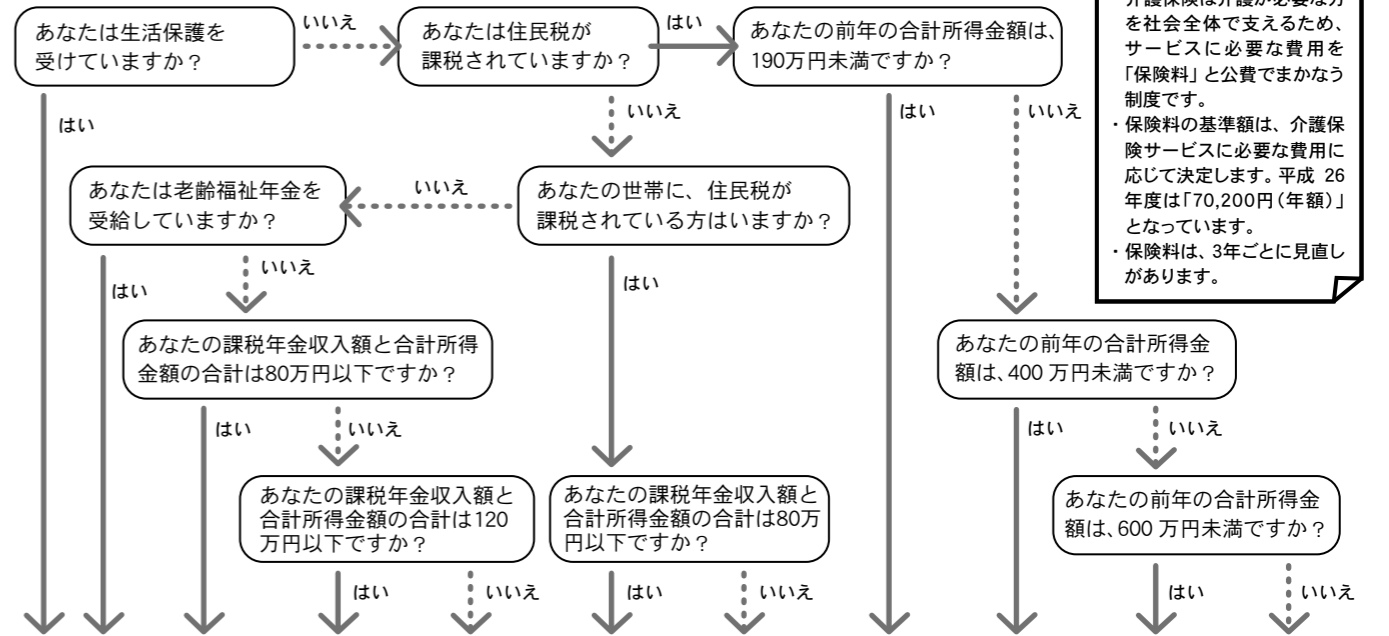 あなたは生活保護を
受けていますか？
いいえ
あなたは住民税が
課税されていますか？
はい
あなたの前年の合計所得金額は、
190万円未満ですか？
を社会全体で支えるため、
サービスに必要な費用を
「保険料」と公費でまかなう
制度です。
・保険料の基準額は、介護保
険サービスに必要な費用に
応じて決定します。平成 26
年度は「70,200円（年額）」
となっています。
・保険料は、3年ごとに見直し
があります。
はい
いいえ
はい
いいえ
あなたは老齢福祉年金を
受給していますか？
いいえ
あなたの世帯に、住民税が
課税されている方はいますか？
はい
いいえ
はい
あなたの課税年金収入額と合計所得
金額の合計は80万円以下ですか？
あなたの前年の合計所得金
額は、400 万円未満ですか？
はい
いいえ
はい
いいえ
あなたの課税年金収入額と
合計所得金額の合計は120
万円以下ですか？
あなたの課税年金収入額と
合計所得金額の合計は80万
円以下ですか？
あなたの前年の合計所得金
額は、600 万円未満ですか？
はい
いいえ
はい
いいえ
はい
いいえ